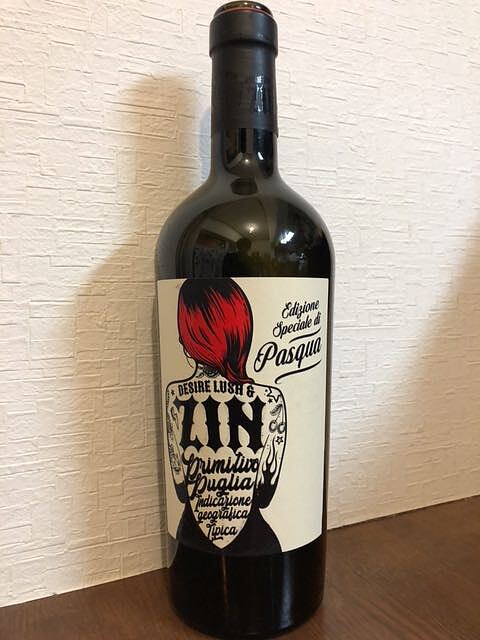 Edizione
Speciale di
Pasqua
DESIRE LUSH &
ZIN
Primitivo
Puglia
Indicazione
geografica
Tipica